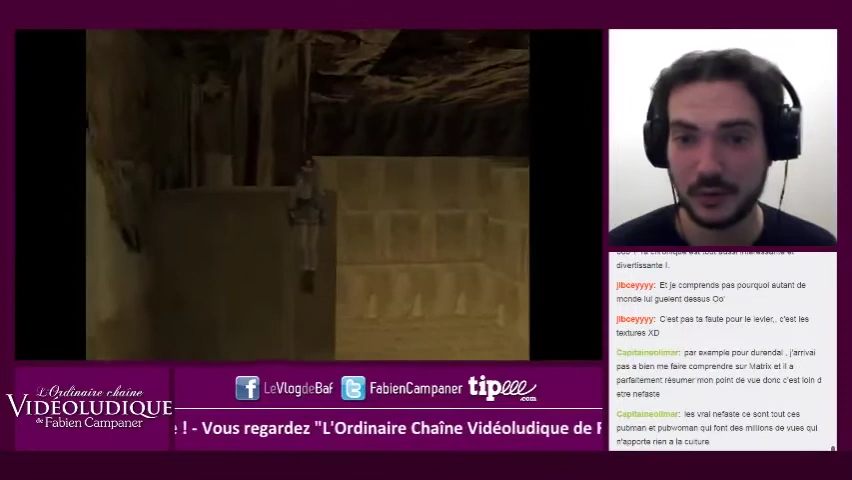 divertissante !.
jlbceyyyy: Et je comprends pas pourquoi autant de
monde lui gueient dessus Oo'
jlbceyyyy: C'est pas ta faute pour le levier,. c'est les
textures XD
Capitaineolimar: par exemple pour durendal , j'arrivai
pas a bien me faire comprendre sur Matrix et il a
parfaitement résumer mon point de vue donc c'est loin d
etre nefaste
Capitaineolimar: les vrai nefaste ce sont tout ces
pubman et pubwoman qui font des millions de vues qui
n'apporte rien a la culture.
L'Ordinaire chaîne
VIDÉOLUDIQUE
de Fabien Campaner
LeVlogdeBaf
FabienCampaner
tipeee
.com
e ! - Vous regardez "L'Ordinaire Chaîne Vidéoludique de F